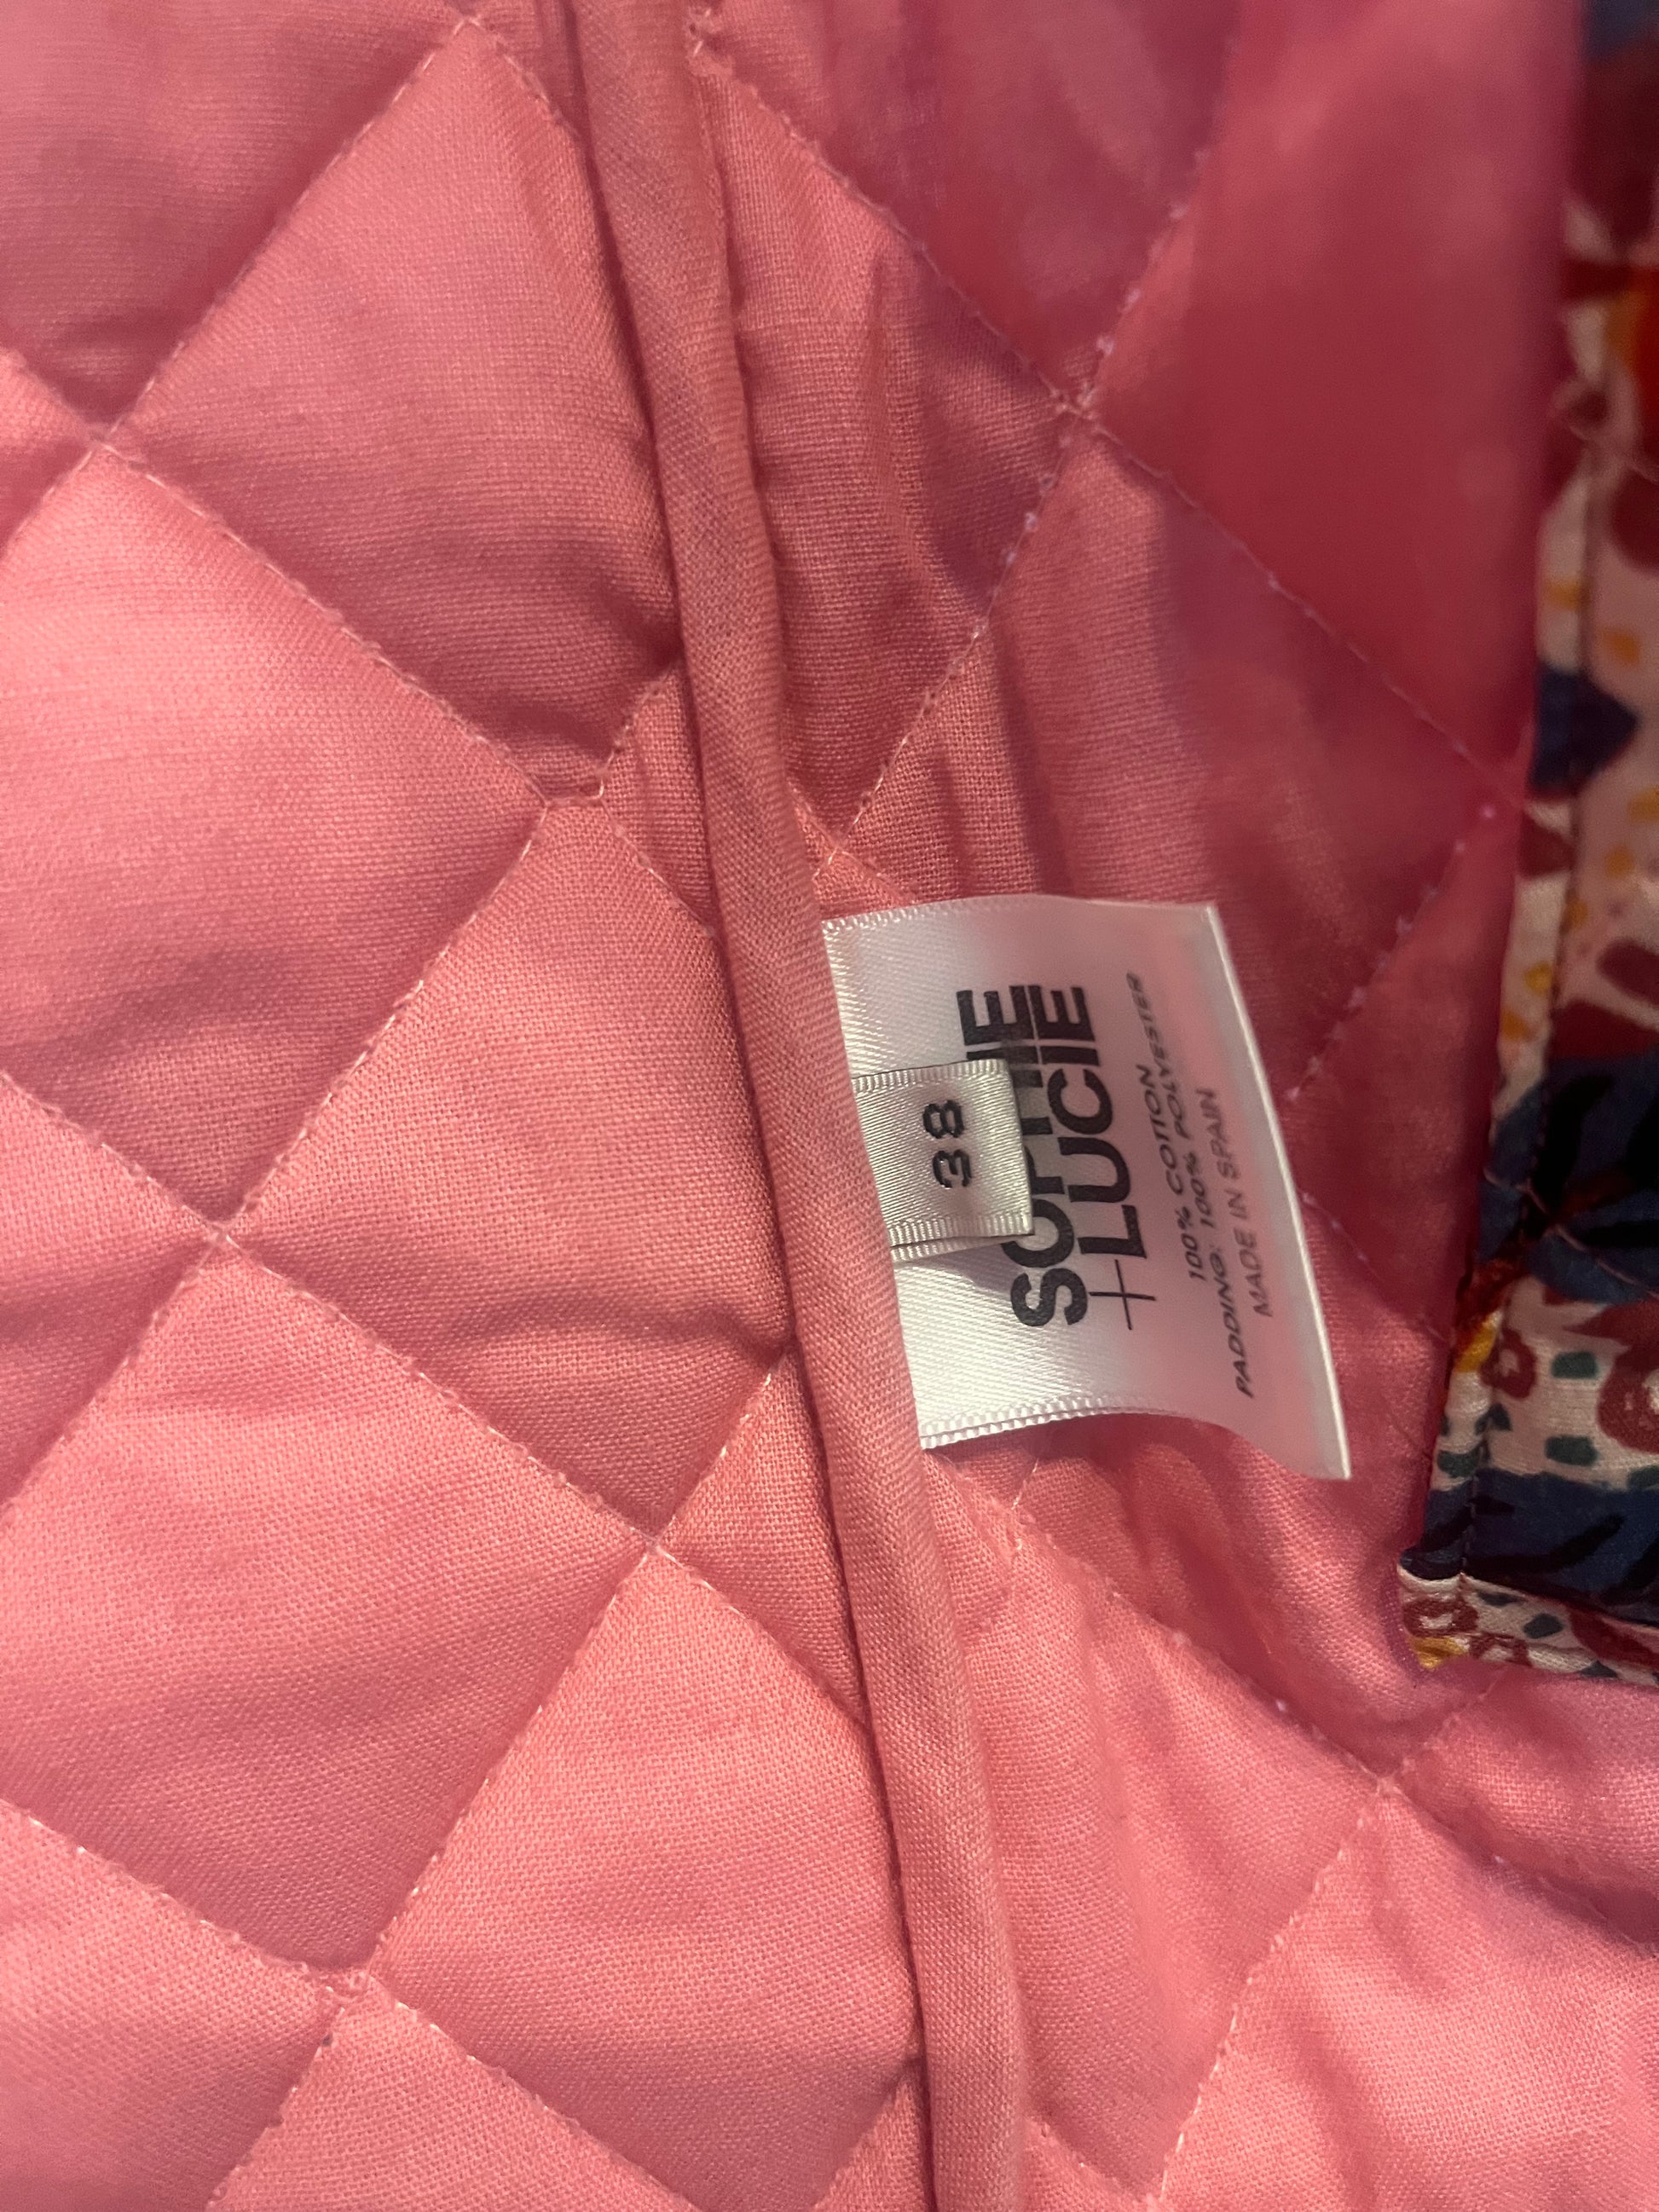 38
SOPHIE
+LUCIE
100% COTTON
PADDING: 100% POLYESTER
MADE IN SPAIN